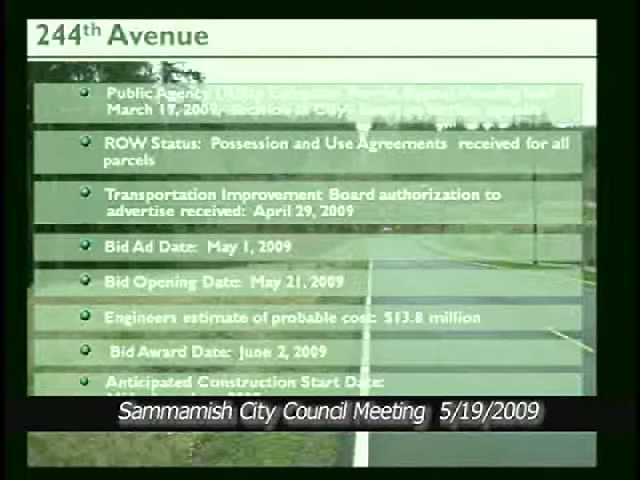 244th Avenue
Public Agency
March 17, 2009,
ROW Status: Possession and Use Agreements received for all
parcels
Transportation Improvement Board authorization to
advertise received: April 29, 2009
Bid Ad Date: May 1, 2009
Bid Opening Date: May 21, 2009
Engineers estimate of probable cost: $13.8 million
Bid Award Date: June 2, 2009
Anticipated Construction Start Date:
Sammamish City Council Meeting 5/19/2009